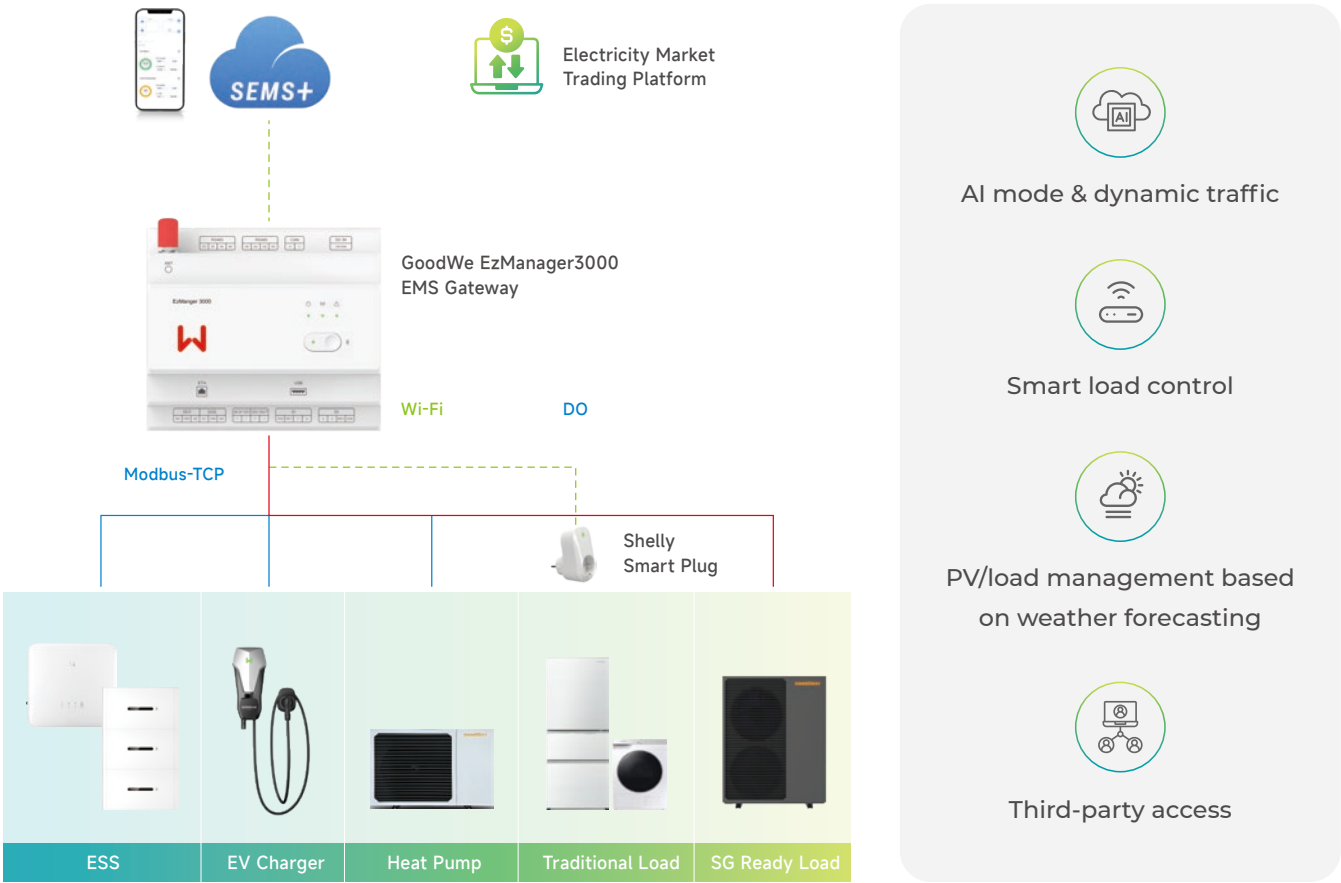 SEMS+
$
Electricity Market
Trading Platform
GoodWe EzManager3000
EMS Gateway
EzManger 3000
Wi-Fi
DO
Modbus-TCP
Shelly
Smart Plug
ESS
EV Charger
Heat Pump
Traditional Load
SG Ready Load
AI
AI mode & dynamic traffic
Smart load control
PV/load management based
on weather forecasting
Third-party access